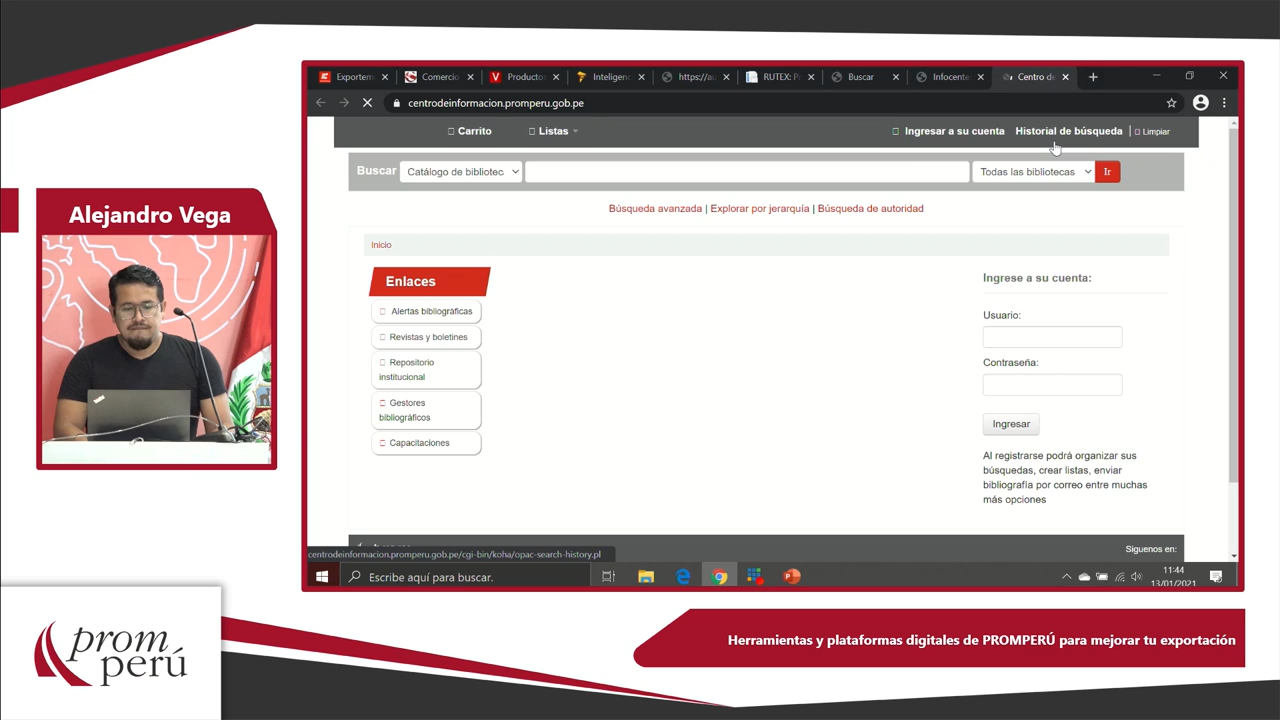 Alejandro Vega
Exportem
Comercio
Producto
Inteligenc
https://au
RUTEX: P
Buscar
Infocente
Centro de
centrodeinformacion.promperu.gob.pe
Carrito
Listas
Ingresar a su cuenta
Historial de búsqueda
Limpiar
Buscar
Catálogo de bibliotec
Todas las bibliotecas
Ir
Búsqueda avanzada | Explorar por jerarquía | Búsqueda de autoridad
Inicio
Enlaces
Alertas bibliográficas
Revistas y boletines
Repositorio
institucional
Gestores
bibliográficos
Capacitaciones
Ingrese a su cuenta:
Usuario:
Contraseña:
Ingresar
Al registrarse podrá organizar sus
búsquedas, crear listas, enviar
bibliografía por correo entre muchas
más opciones
Siguenos en:
centrodeinformacion.promperu.gob.pe/cgi-bin/koha/opac-search-history.pl
Escribe aquí para buscar.
11:44
13/01/2021
prom
perú
Herramientas y plataformas digitales de PROMPERÚ para mejorar tu exportación